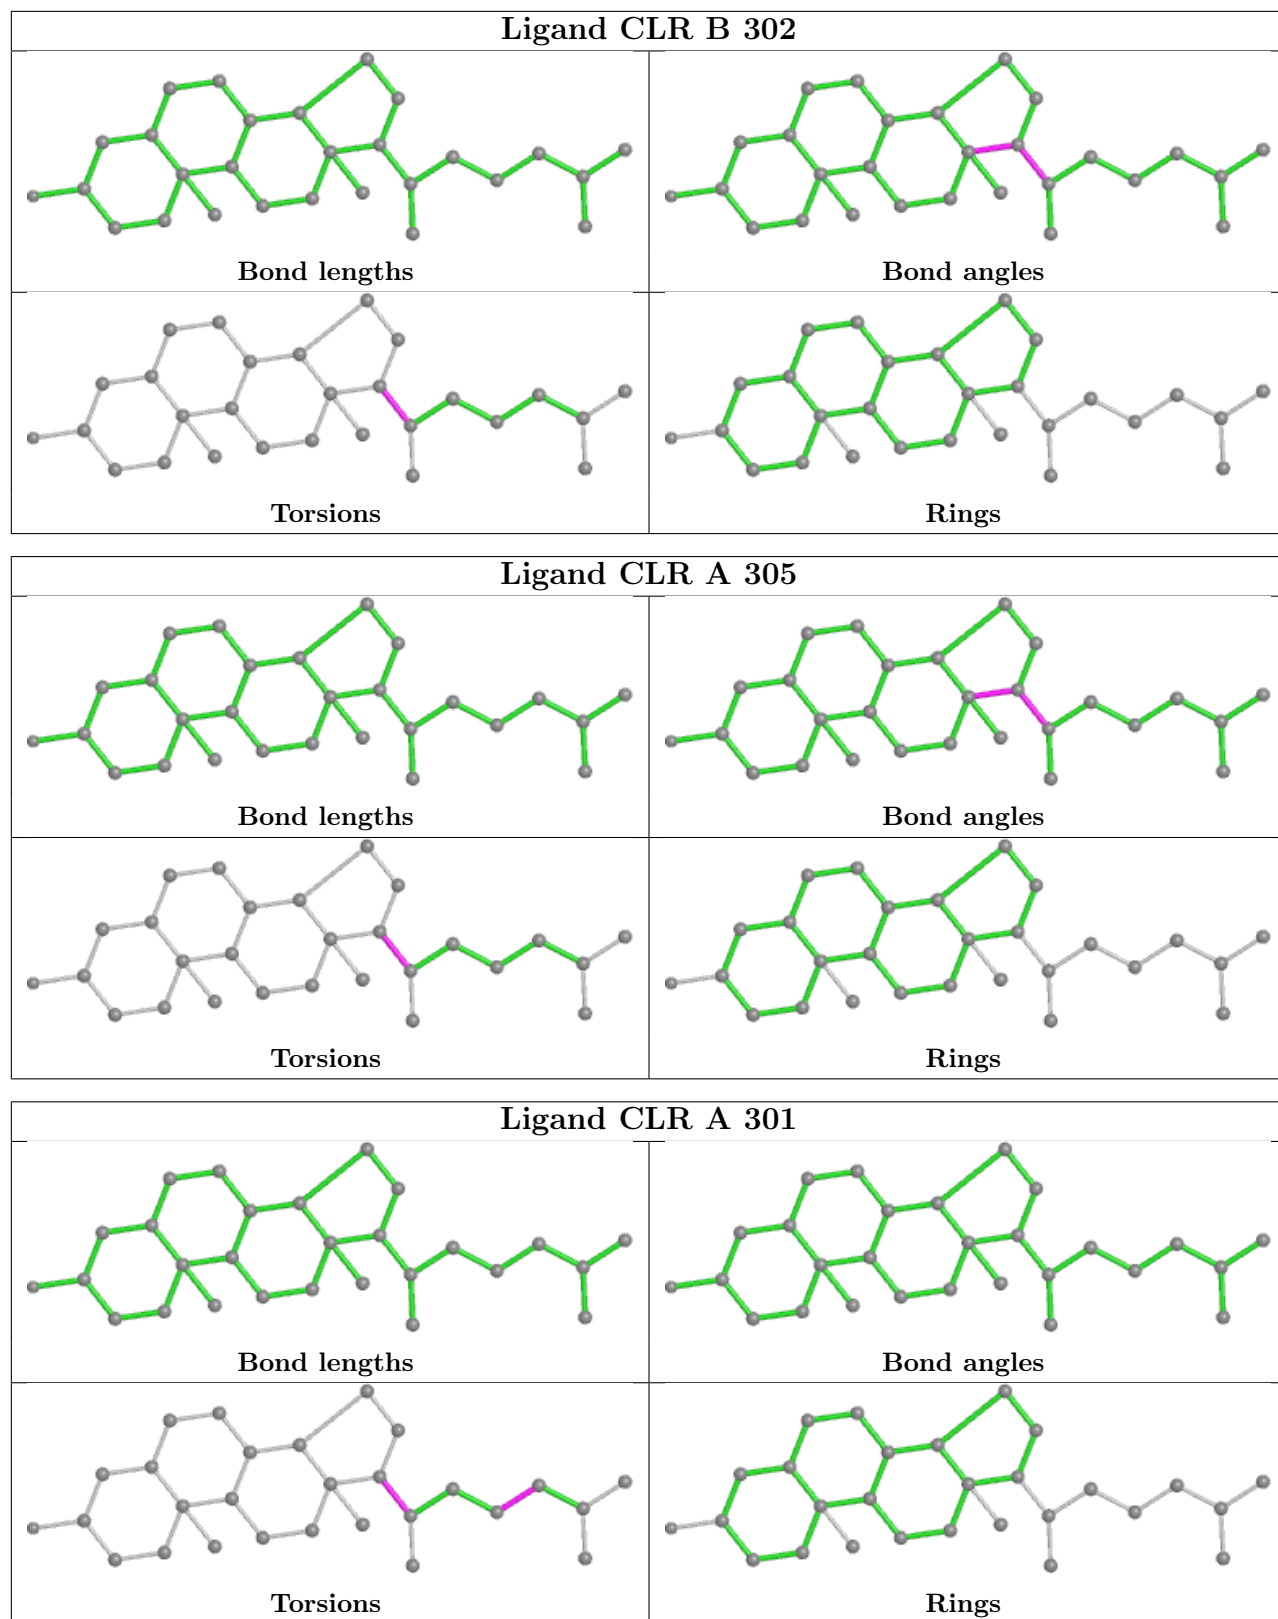 Ligand CLR B 302
Bond lengths
Bond angles
Torsions
Rings
Ligand CLR A 305
Bond lengths
Bond angles
Torsions
Rings
Ligand CLR A 301
Bond lengths
Bond angles
Torsions
Rings